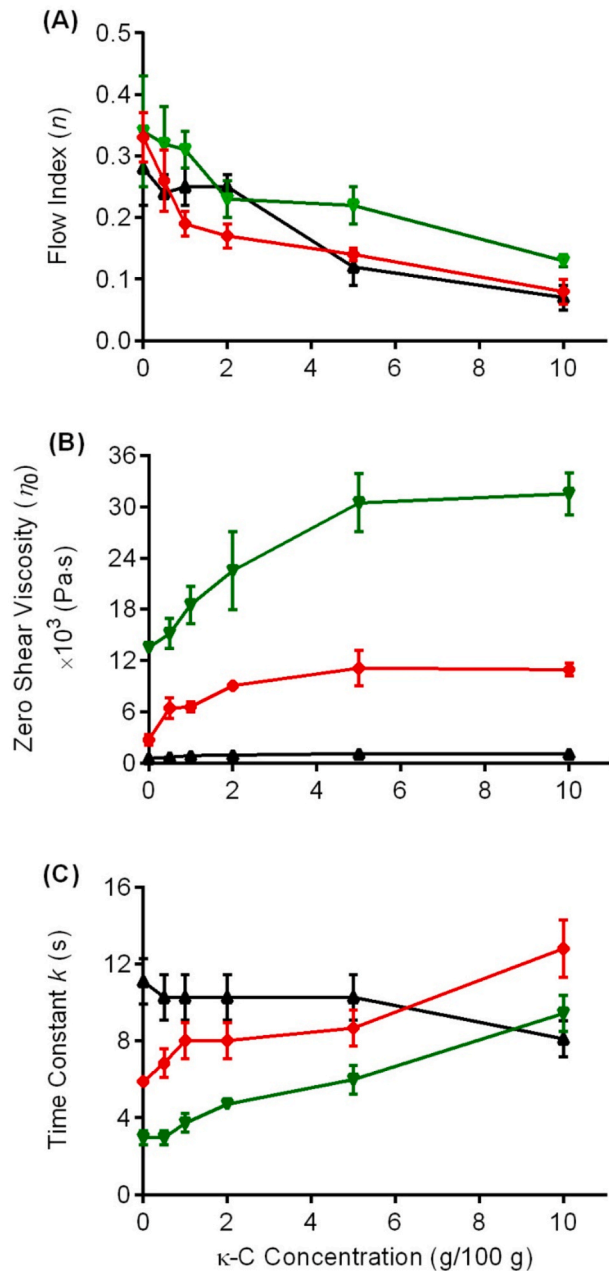 (A)
Flow Index (n)
0.5
0.4
0.3
0.2
0.1
0.0
0 2 4 6 8 10
(B)
Zero Shear Viscosity (η0)
×10³ (Pa·s)
36
30
24
18
12
6
0
0 2 4 6 8 10
(C)
Time Constant k (s)
16
12
8
4
0
0 2 4 6 8 10
κ-C Concentration (g/100 g)